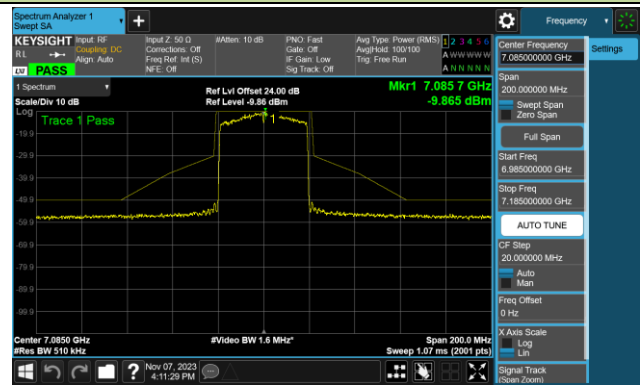 Spectrum Analyzer 1
Swept SA
+
Frequency
KEYSIGHT
RL
LXI
PASS
Input: RF
Coupling: DC
Align: Auto
Input Z: 50 Ω
Corrections: Off
Freq Ref: Int (S)
NFE: Off
#Atten: 10 dB
PNO: Fast
Gate: Off
IF Gain: Low
Sig Track: Off
Avg Type: Power (RMS)
Avg|Hold: 100/100
Trig: Free Run
1 2 3 4 5 6
A W W W W W
A N N N N N
1 Spectrum
Scale/Div 10 dB
Ref Lvl Offset 24.00 dB
Ref Level -9.86 dBm
Mkr1 7.085 7 GHz
-9.865 dBm
Log
Trace 1 Pass
1
-19.9
-29.9
-39.9
-49.9
-59.9
-69.9
-79.9
-89.9
-99.9
Center 7.0850 GHz
#Res BW 510 kHz
#Video BW 1.6 MHz*
Span 200.0 MHz
Sweep 1.07 ms (2001 pts)
Nov 07, 2023
4:11:29 PM
Center Frequency
7.085000000 GHz
Settings
Span
200.000000 MHz
Swept Span
Zero Span
Full Span
Start Freq
6.985000000 GHz
Stop Freq
7.185000000 GHz
AUTO TUNE
CF Step
20.000000 MHz
Auto
Man
Freq Offset
0 Hz
X Axis Scale
Log
Lin
Signal Track
(Span Zoom)